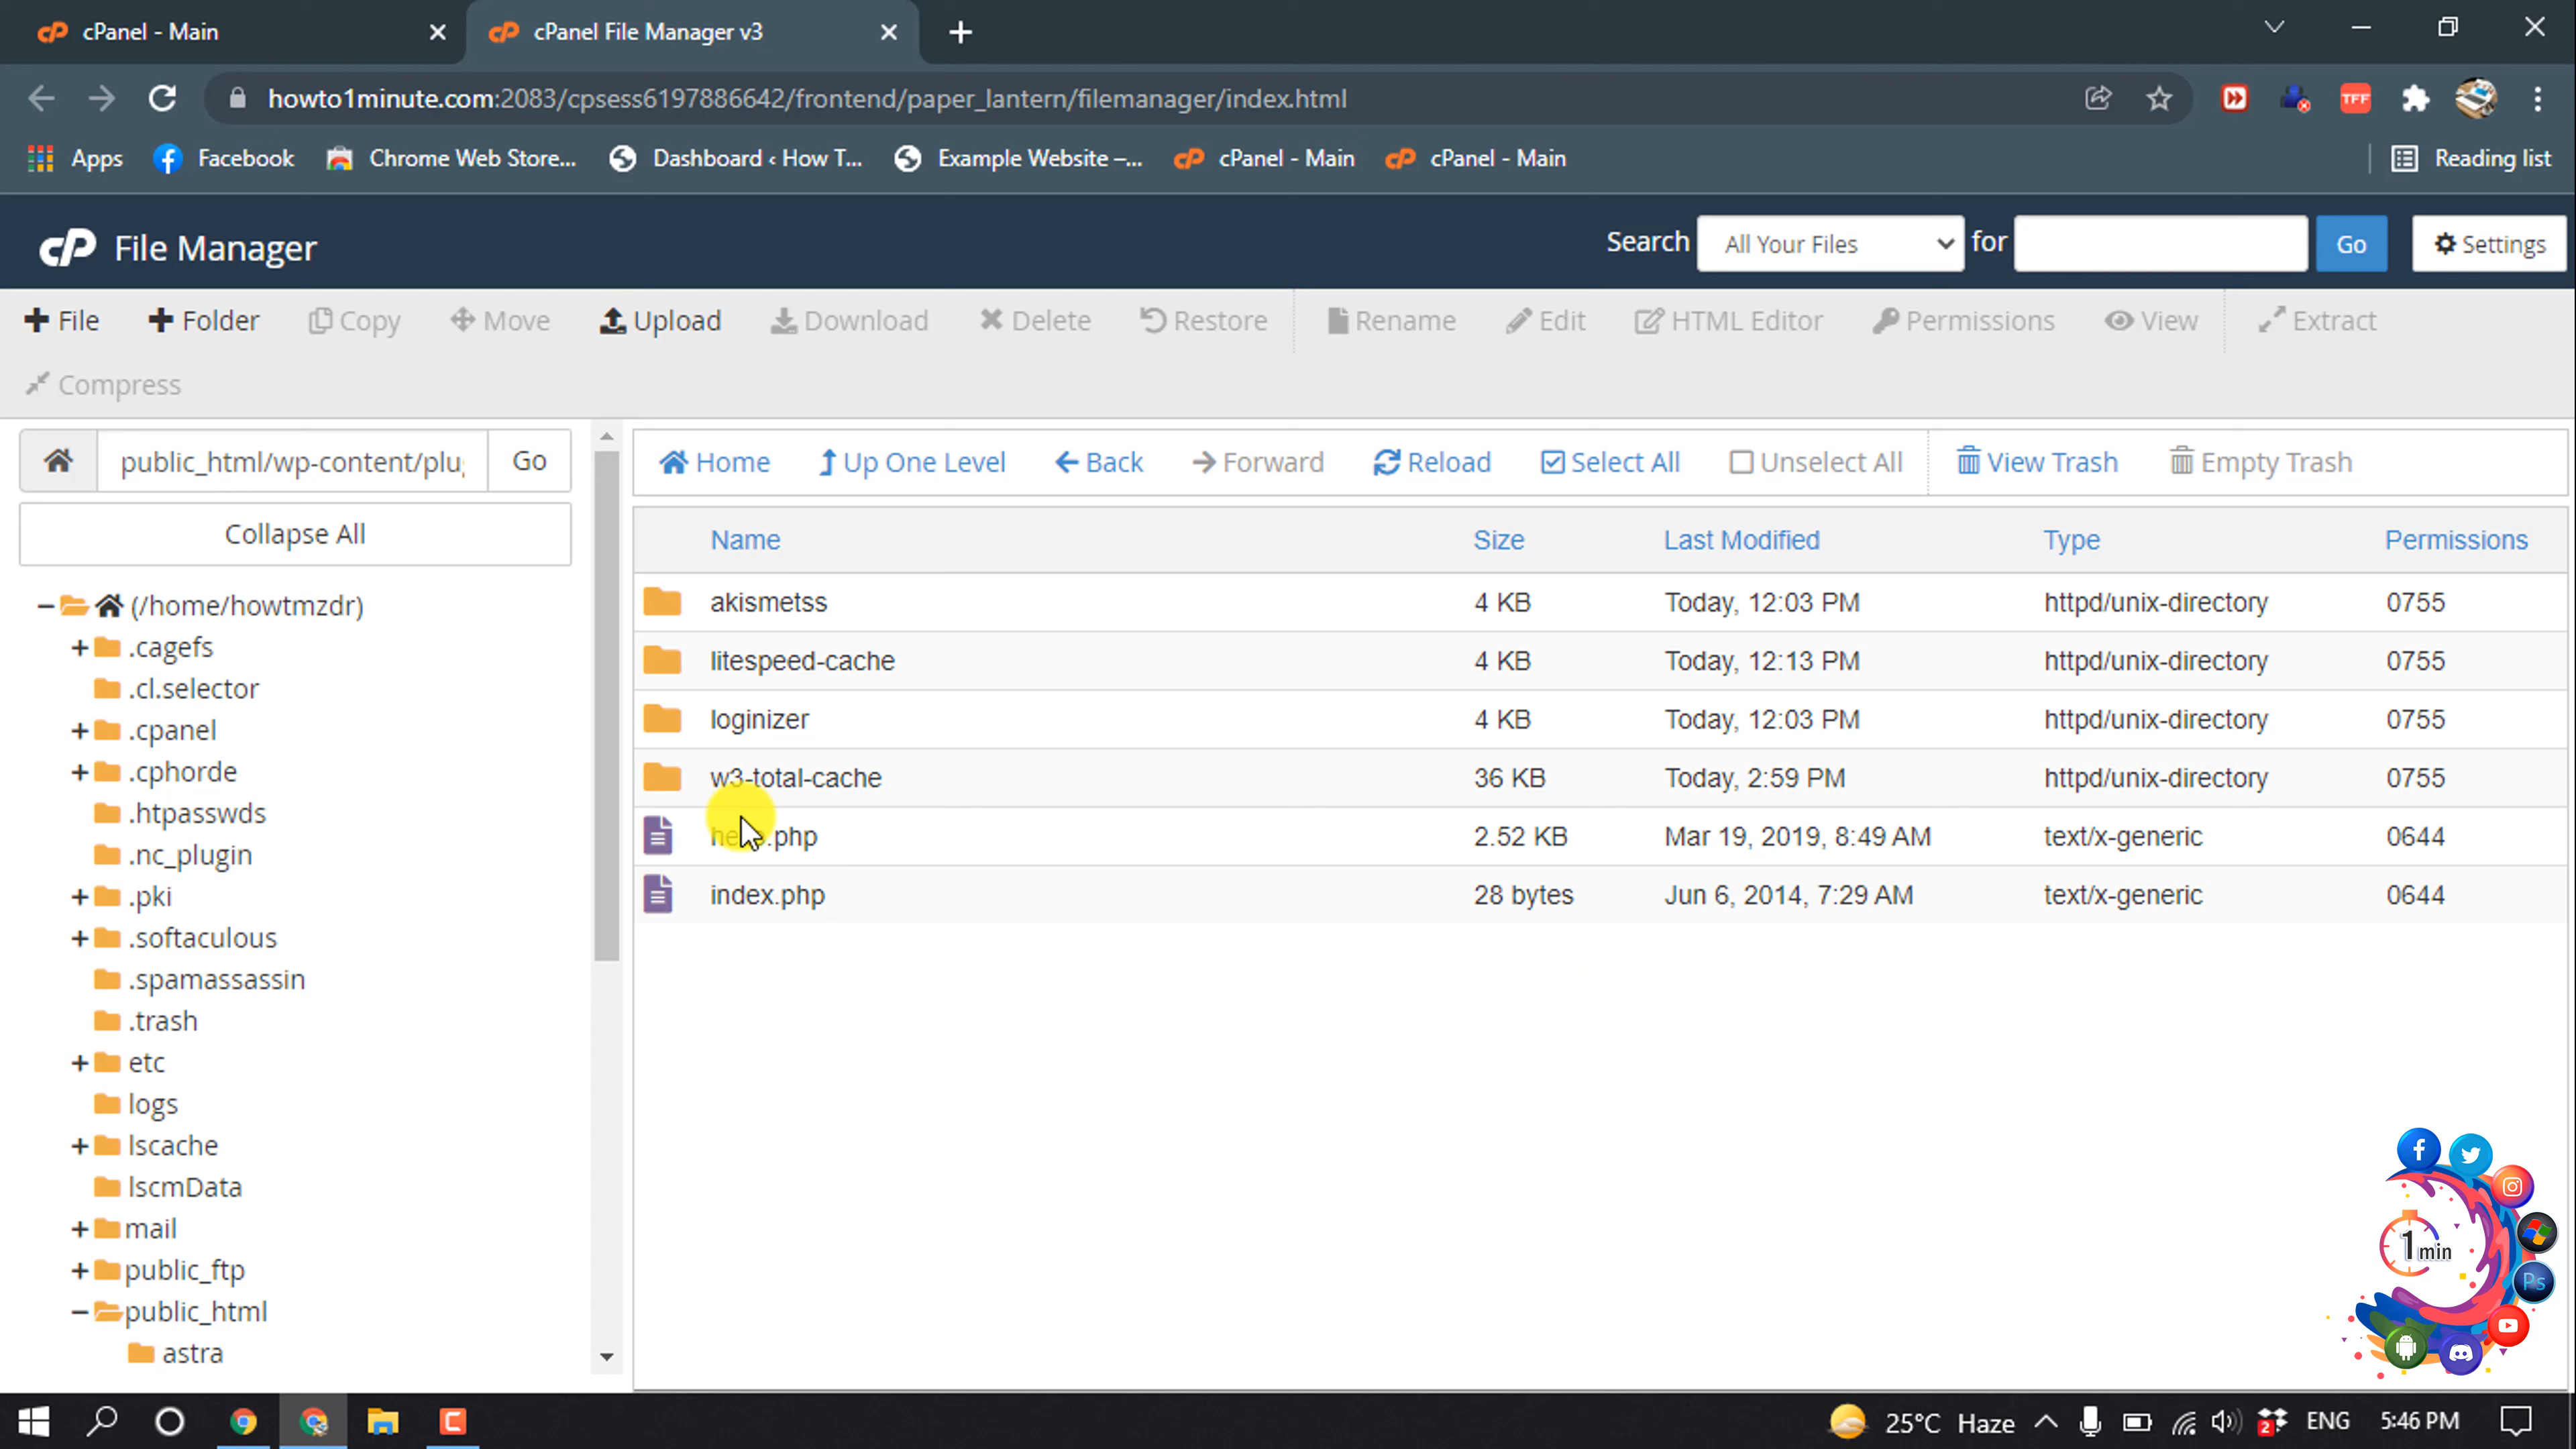 cPanel - Main
cPanel File Manager v3
howto1minute.com:2083/cpsess6197886642/frontend/paper_lantern/filemanager/index.html
TFF
Apps
Facebook
Chrome Web Store...
Dashboard ‹ How T...
Example Website –...
cPanel - Main
cPanel - Main
Reading list
cP File Manager
Search All Your Files for Go Settings
File Folder Copy Move Upload Download Delete Restore Rename Edit HTML Editor Permissions View Extract
Compress
public_html/wp-content/plug Go
Home Up One Level Back Forward Reload Select All Unselect All View Trash Empty Trash
Collapse All
(/home/howtmzdr)
.cagefs
.cl.selector
.cpanel
.cphorde
.htpasswds
.nc_plugin
.pki
.softaculous
.spamassassin
.trash
etc
logs
lscache
lscmData
mail
public_ftp
public_html
astra
Name Size Last Modified Type Permissions
akismetss 4 KB Today, 12:03 PM httpd/unix-directory 0755
litespeed-cache 4 KB Today, 12:13 PM httpd/unix-directory 0755
loginizer 4 KB Today, 12:03 PM httpd/unix-directory 0755
w3-total-cache 36 KB Today, 2:59 PM httpd/unix-directory 0755
2.52 KB Mar 19, 2019, 8:49 AM text/x-generic 0644
index.php 28 bytes Jun 6, 2014, 7:29 AM text/x-generic 0644
1 min
Ps
25°C Haze 2 ENG 5:46 PM